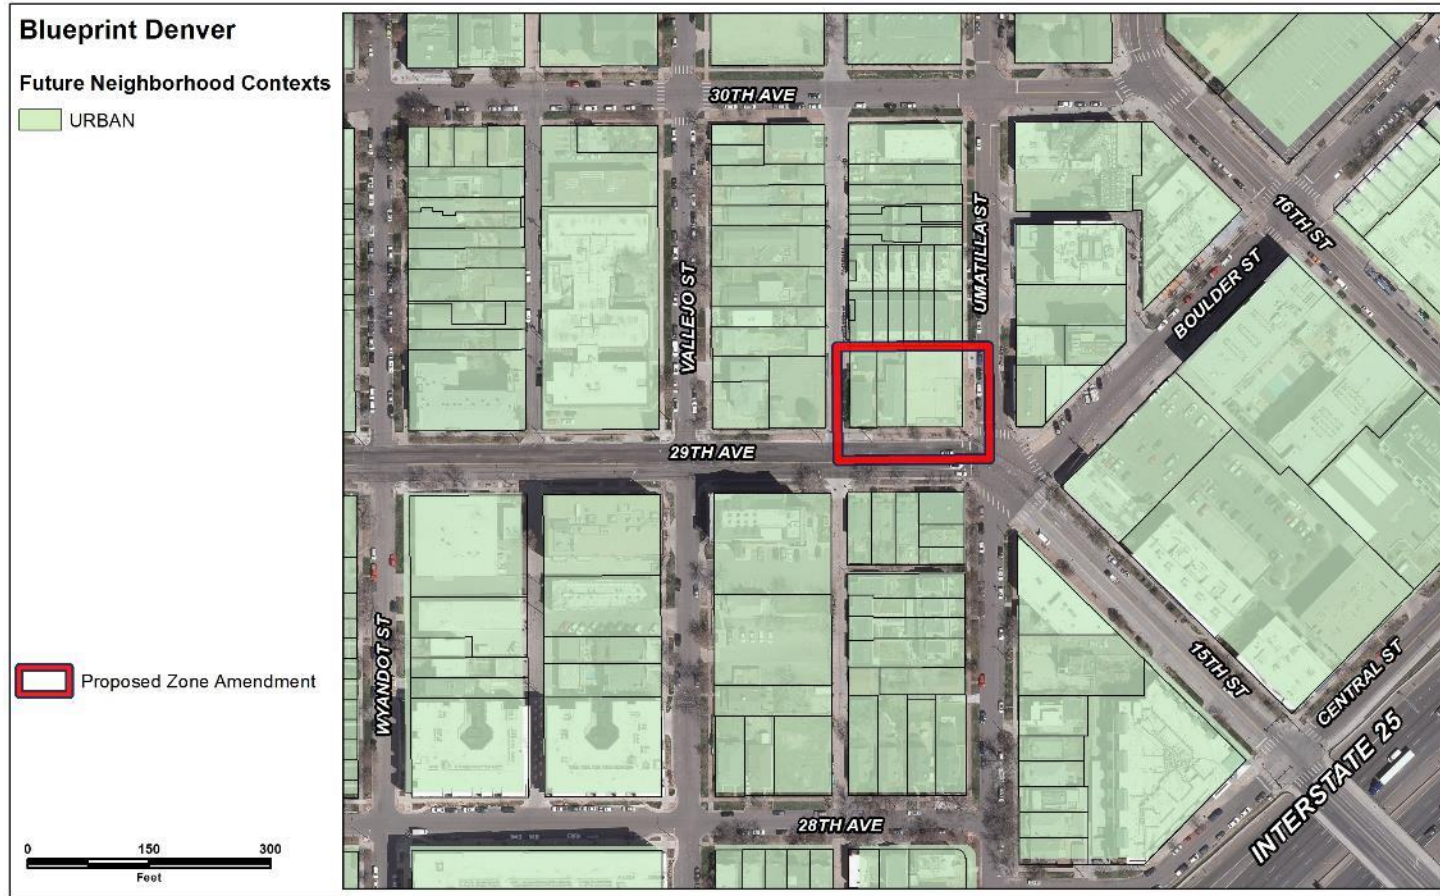 Blueprint Denver
Future Neighborhood Contexts
URBAN
30TH AVE
16TH ST
UMATILLA ST
BOULDER ST
VALLEJO ST
29TH AVE
WYANDOT ST
15TH ST
CENTRAL ST
Proposed Zone Amendment
INTERSTATE 25
28TH AVE
0 150 300
Feet